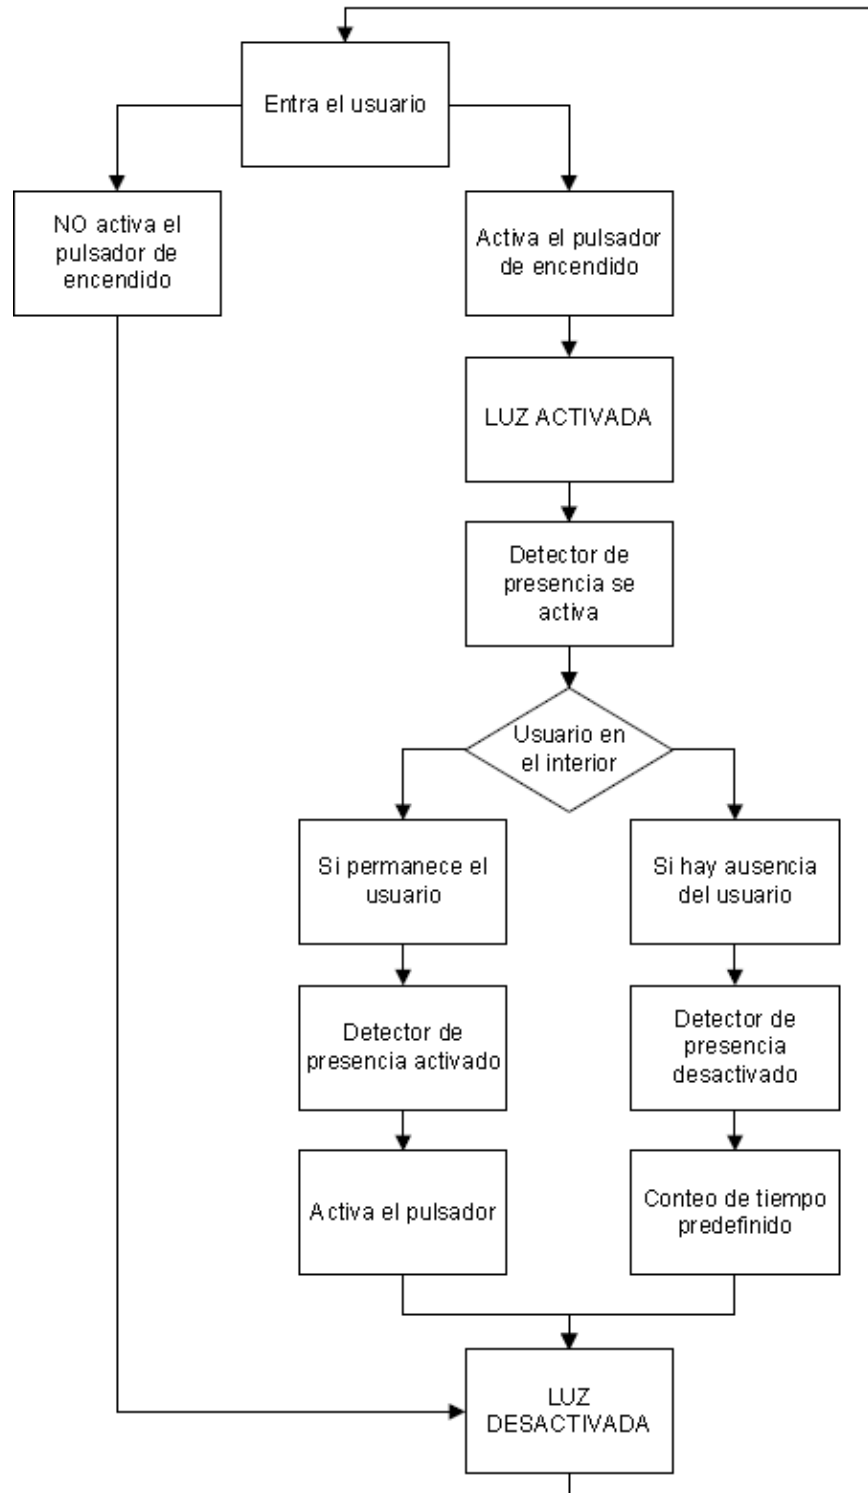 Entra el usuario
NO activa el
pulsador de
encendido
Activa el pulsador
de encendido
LUZ ACTIVADA
Detector de
presencia se
activa
Usuario en
el interior
Si permanece el
usuario
Si hay ausencia
del usuario
Detector de
presencia activado
Detector de
presencia
desactivado
Activa el pulsador
Conteo de tiempo
predefinido
LUZ
DESACTIVADA